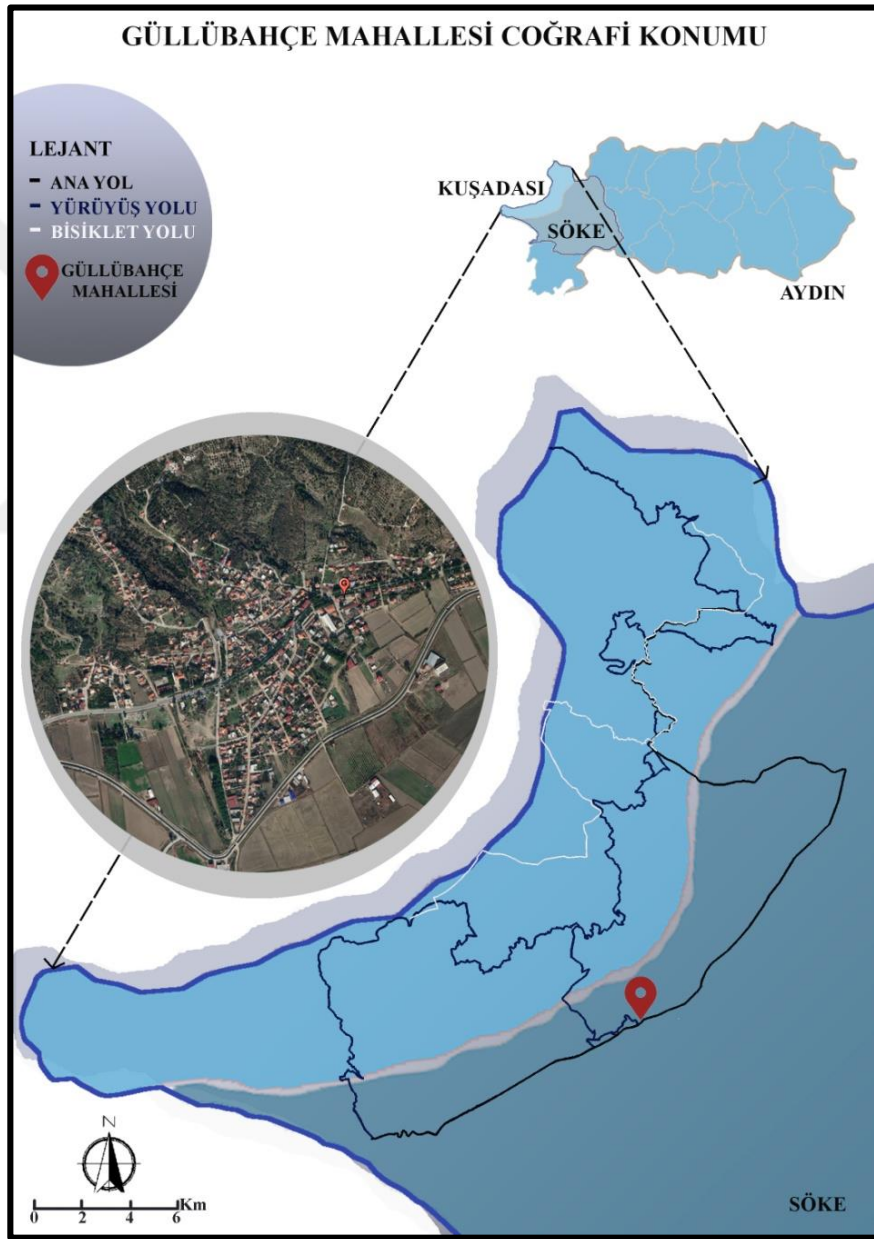 GÜLLÜBAHÇE MAHALLESİ COĞRAFİ KONUMU
LEJANT
- ANA YOL
- YÜRÜYÜŞ YOLU
- BİSİKLET YOLU
GÜLLÜBAHÇE
MAHALLESİ
KUŞADASI
SÖKE
AYDIN
N
Km
0 2 4 6
SÖKE